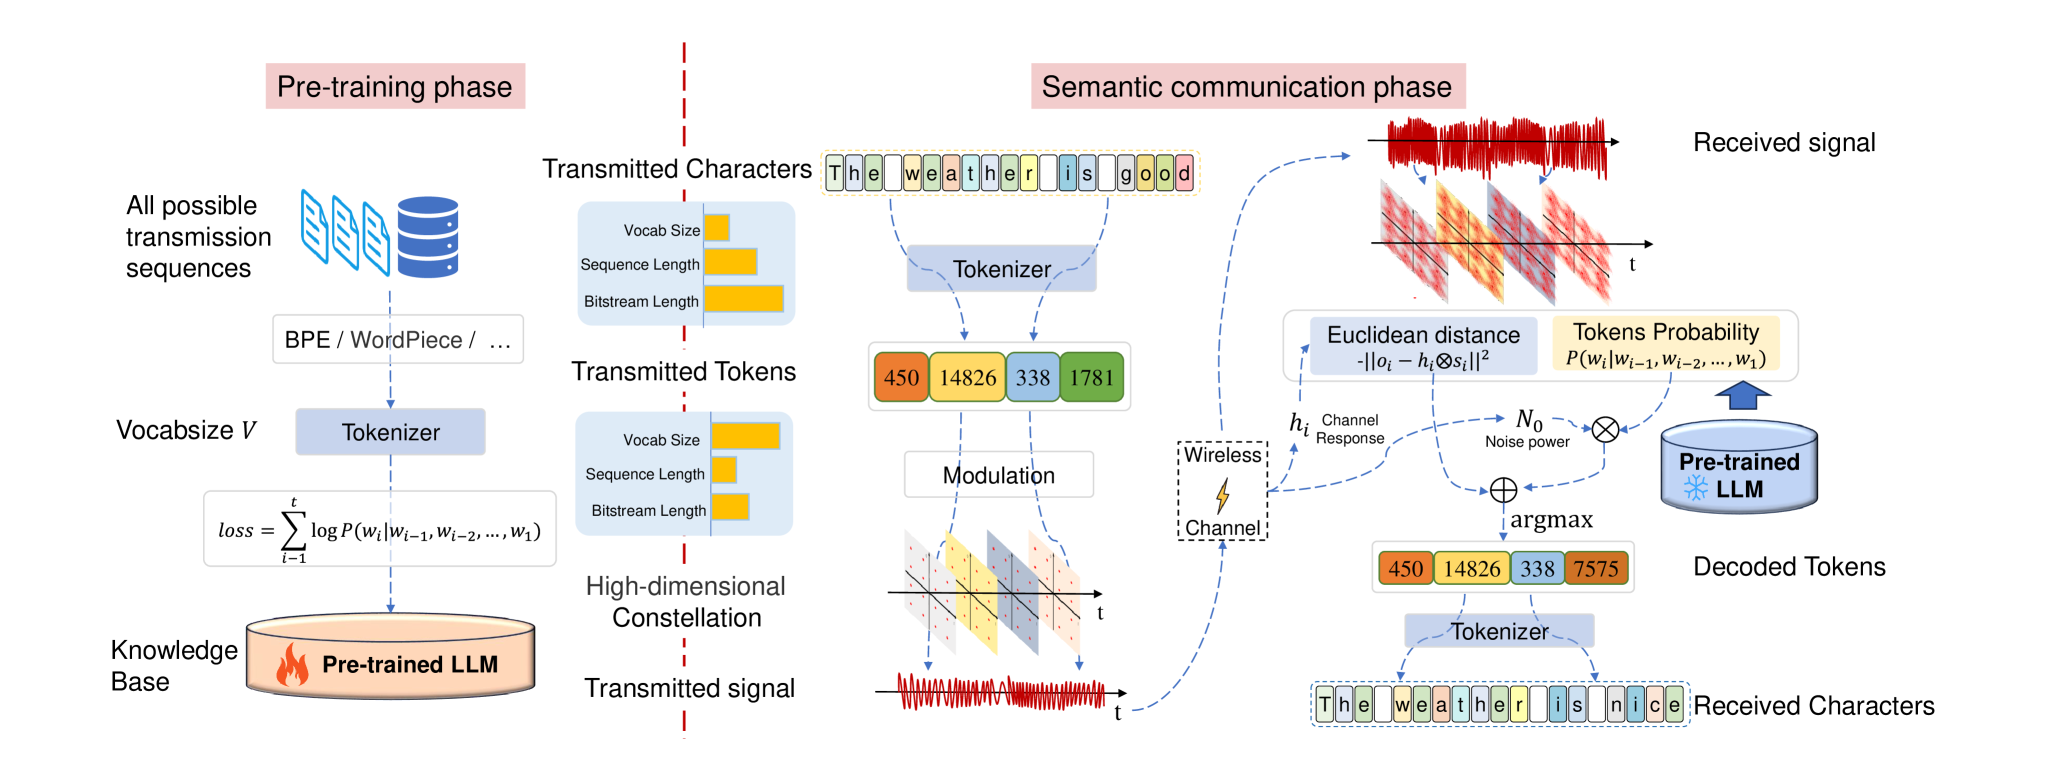 Pre-training phase
All possible
transmission
sequences
BPE / WordPiece / ...
Vocabsize V
Tokenizer
loss = \sum_{i-1}^{t} log P(w_i|w_{i-1}, w_{i-2}, ..., w_1)
Knowledge
Base
Pre-trained LLM
Semantic communication phase
Transmitted Characters
The weather is good
Vocab Size
Sequence Length
Bitstream Length
Tokenizer
Transmitted Tokens
450 14826 338 1781
Vocab Size
Sequence Length
Bitstream Length
Modulation
High-dimensional
Constellation
t
Transmitted signal
t
Wireless
Channel
Received signal
t
Euclidean distance
-||o_i − h_i⊗s_i||^2
Tokens Probability
P(w_i|w_{i-1}, w_{i-2}, ..., w_1)
h_i
Channel
Response
N_0
Noise power
Pre-trained
LLM
argmax
450 14826 338 7575
Decoded Tokens
Tokenizer
The weather is nice
Received Characters